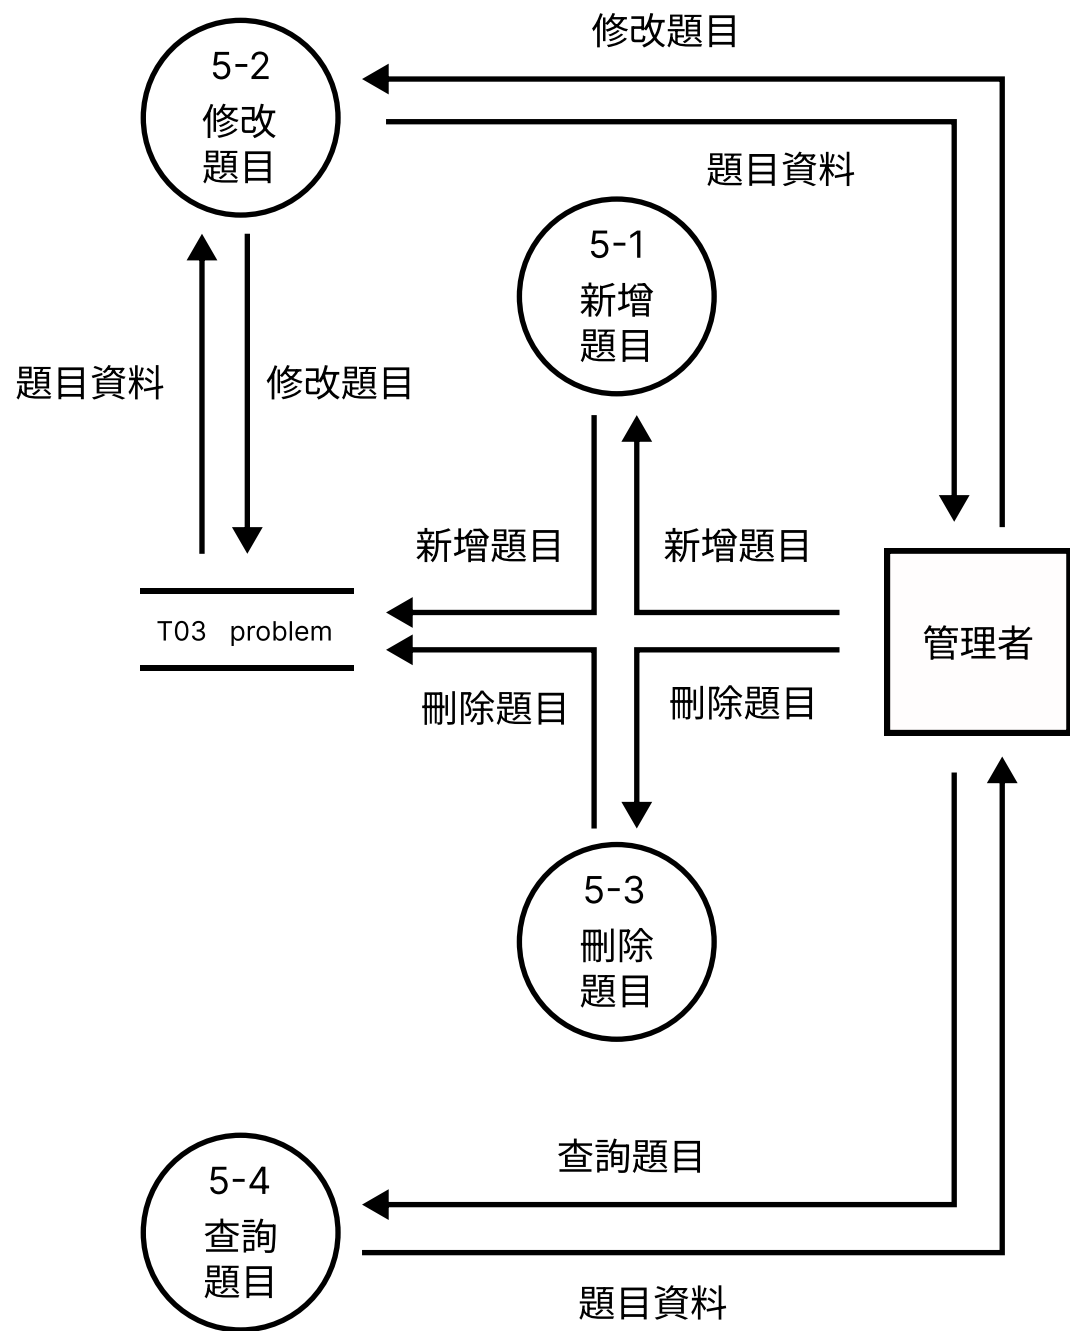 修改題目
5-2
修改
題目
題目資料
5-1
新增
題目
題目資料
修改題目
新增題目
新增題目
T03 problem
管理者
刪除題目
刪除題目
5-3
刪除
題目
查詢題目
5-4
查詢
題目
題目資料